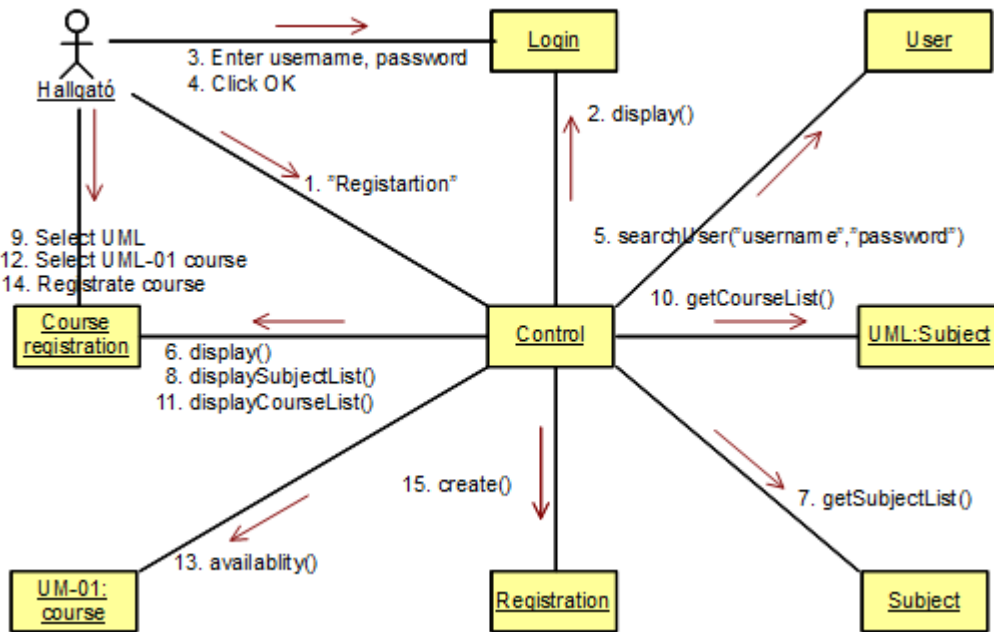 Login
User
3. Enter username, password
4. Click OK
Hallgató
2. display()
1. ”Registartion”
5. searchUser(”username”,”password”)
9. Select UML
12. Select UML-01 course
14. Registrate course
10. getCourseList()
Course
registration
Control
UML:Subject
6. display()
8. displaySubjectList()
11. displayCourseList()
15. create()
7. getSubjectList()
13. availablity()
UM-01:
course
Registration
Subject